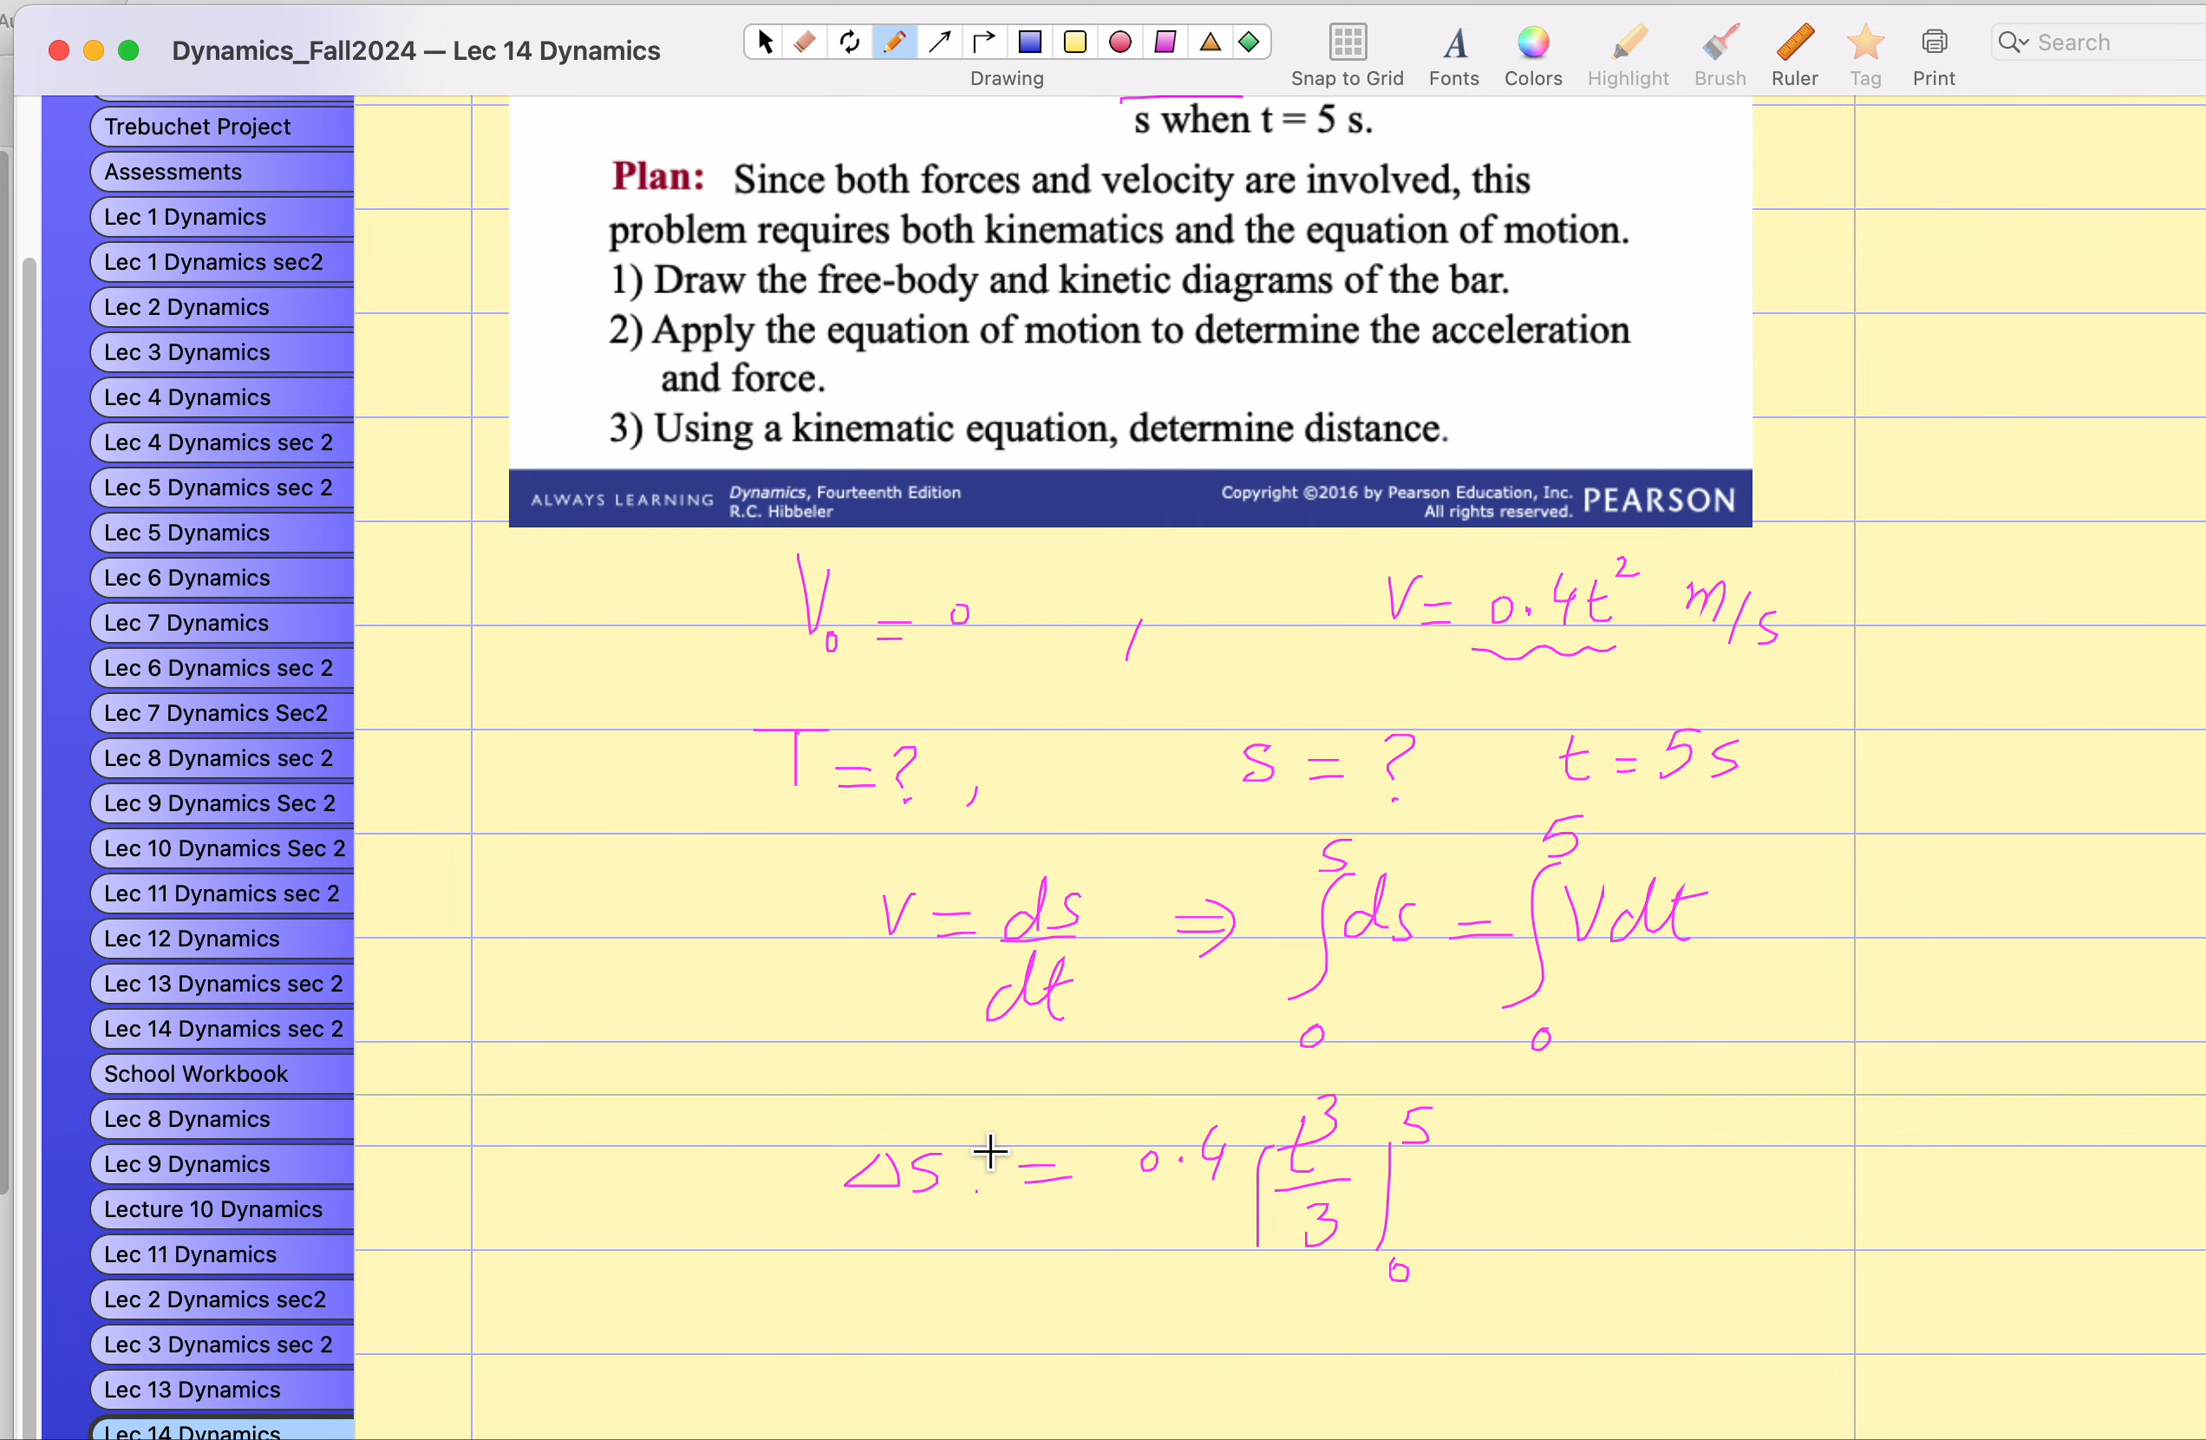 Dynamics_Fall2024 — Lec 14 Dynamics
Drawing
Snap to Grid
Fonts
Colors
Highlight
Brush
Ruler
Tag
Print
Search
Trebuchet Project
Assessments
Lec 1 Dynamics
Lec 1 Dynamics sec2
Lec 2 Dynamics
Lec 3 Dynamics
Lec 4 Dynamics
Lec 4 Dynamics sec 2
Lec 5 Dynamics sec 2
Lec 5 Dynamics
Lec 6 Dynamics
Lec 7 Dynamics
Lec 6 Dynamics sec 2
Lec 7 Dynamics Sec2
Lec 8 Dynamics sec 2
Lec 9 Dynamics Sec 2
Lec 10 Dynamics Sec 2
Lec 11 Dynamics sec 2
Lec 12 Dynamics
Lec 13 Dynamics sec 2
Lec 14 Dynamics sec 2
School Workbook
Lec 8 Dynamics
Lec 9 Dynamics
Lecture 10 Dynamics
Lec 11 Dynamics
Lec 2 Dynamics sec2
Lec 3 Dynamics sec 2
Lec 13 Dynamics
Lec 14 Dynamics
s when t = 5 s.
Plan: Since both forces and velocity are involved, this
problem requires both kinematics and the equation of motion.
1) Draw the free-body and kinetic diagrams of the bar.
2) Apply the equation of motion to determine the acceleration
and force.
3) Using a kinematic equation, determine distance.
ALWAYS LEARNING
Dynamics, Fourteenth Edition
R.C. Hibbeler
Copyright ©2016 by Pearson Education, Inc.
All rights reserved.
PEARSON
V₀ = 0 , V = 0.4t² m/s
T = ? , s = ? t = 5 s
v = ds/dt ⇒ ∫₀ˢ ds = ∫₀⁵ V dt
Δs = 0.4 [t³/3]₀⁵